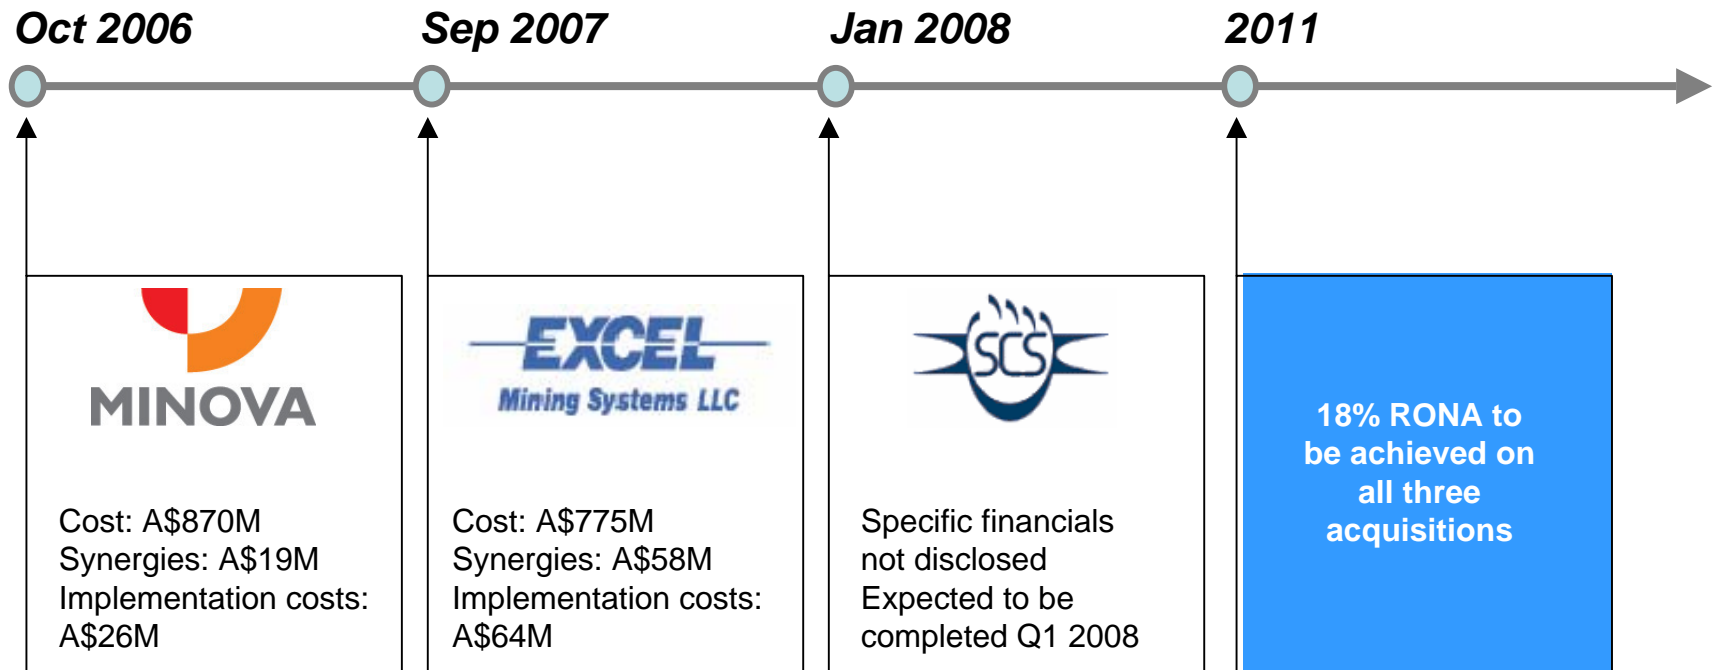 Oct 2006
Sep 2007
Jan 2008
2011
MINOVA
Cost: A$870M
Synergies: A$19M
Implementation costs:
A$26M
EXCEL
Mining Systems LLC
Cost: A$775M
Synergies: A$58M
Implementation costs:
A$64M
SCS
Specific financials
not disclosed
Expected to be
completed Q1 2008
18% RONA to
be achieved on
all three
acquisitions